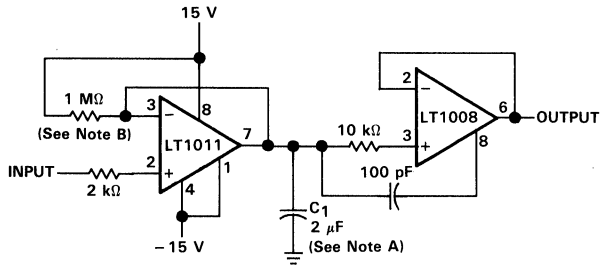 15 V
1 MΩ
(See Note B)
3
−
8
LT1011
7
INPUT
2 kΩ
2
+
4
1
−15 V
C1
2 µF
(See Note A)
10 kΩ
100 pF
2
−
LT1008
3
+
6
8
OUTPUT